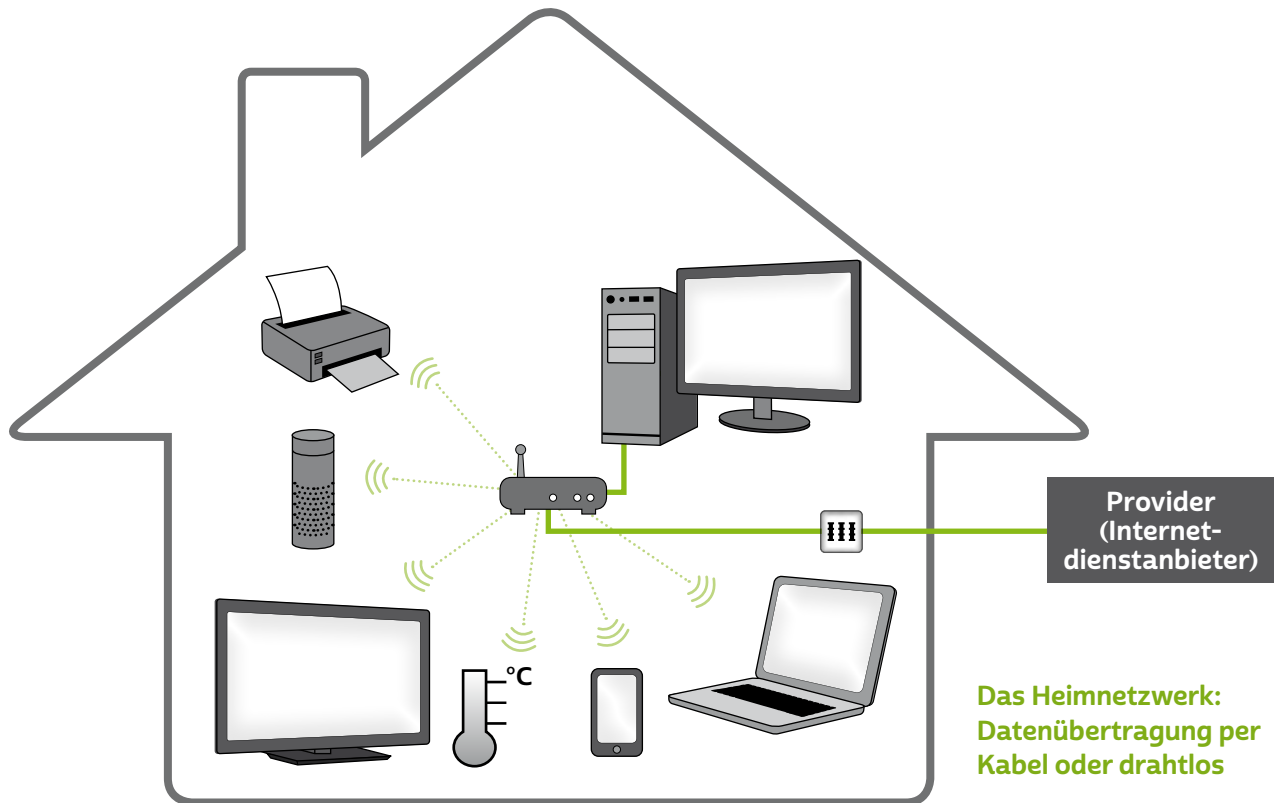 Provider
(Internet-
dienstanbieter)
°C
Das Heimnetzwerk:
Datenübertragung per
Kabel oder drahtlos